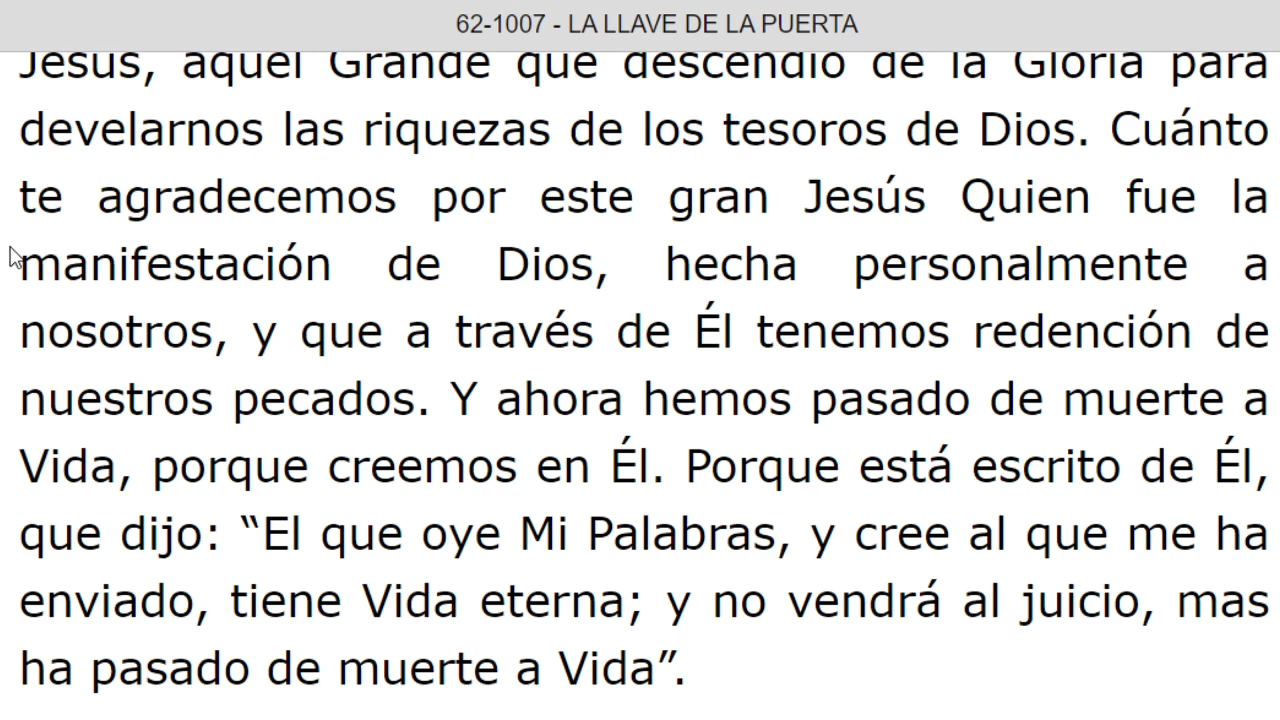 62-1007 - LA LLAVE DE LA PUERTA
Jesús, aquel Grande que descendió de la Gloria para
develarnos las riquezas de los tesoros de Dios. Cuánto
te agradecemos por este gran Jesús Quien fue la
manifestación de Dios, hecha personalmente a
nosotros, y que a través de Él tenemos redención de
nuestros pecados. Y ahora hemos pasado de muerte a
Vida, porque creemos en Él. Porque está escrito de Él,
que dijo: “El que oye Mi Palabras, y cree al que me ha
enviado, tiene Vida eterna; y no vendrá al juicio, mas
ha pasado de muerte a Vida”.